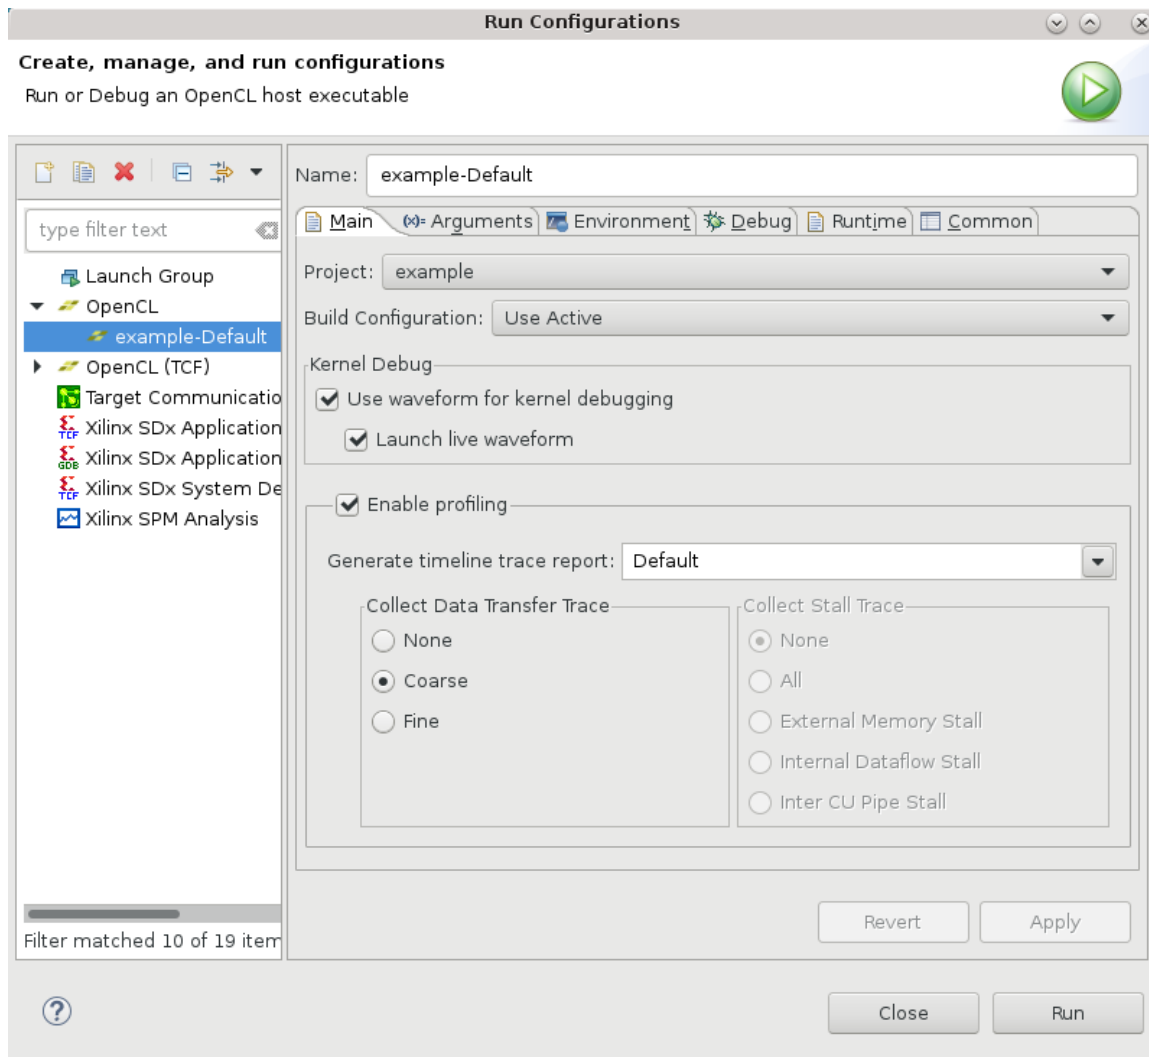 Run Configurations
Create, manage, and run configurations
Run or Debug an OpenCL host executable
type filter text
Launch Group
OpenCL
example-Default
OpenCL (TCF)
Target Communicatio
Xilinx SDx Application
Xilinx SDx Application
Xilinx SDx System De
Xilinx SPM Analysis
Filter matched 10 of 19 item
Name: example-Default
Main (x)= Arguments Environment Debug Runtime Common
Project: example
Build Configuration: Use Active
Kernel Debug
Use waveform for kernel debugging
Launch live waveform
Enable profiling
Generate timeline trace report: Default
Collect Data Transfer Trace
None
Coarse
Fine
Collect Stall Trace
None
All
External Memory Stall
Internal Dataflow Stall
Inter CU Pipe Stall
Revert Apply
? Close Run